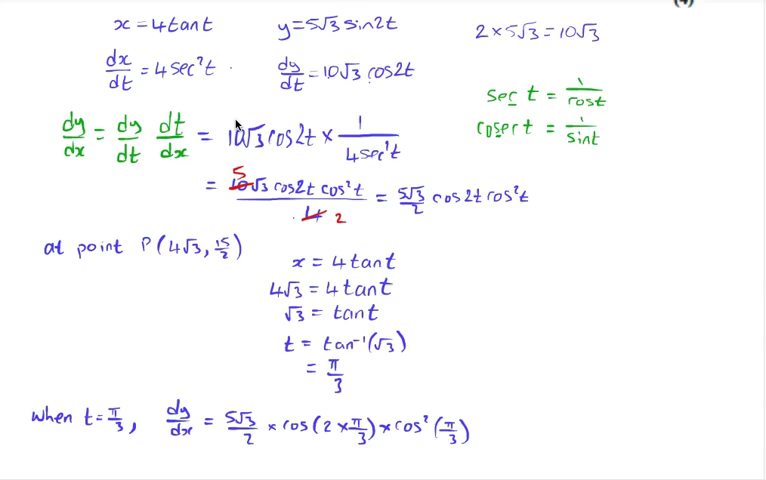 (4)
x = 4tant   y = 5√3 sin2t   2 × 5√3 = 10√3
dx/dt = 4sec²t .   dy/dt = 10√3 cos2t
sec t = 1/cost
cosec t = 1/sint
dy/dx = dy/dt dt/dx = 10√3 cos2t × 1/4sec²t
= 5 10√3 cos2t cos²t / 4 2 = 5√3/2 cos2t cos²t
at point P(4√3, 15/2)
x = 4tant
4√3 = 4tant
√3 = tant
t = tan⁻¹(√3)
= π/3
when t = π/3, dy/dx = 5√3/2 × cos(2 × π/3) × cos²(π/3)